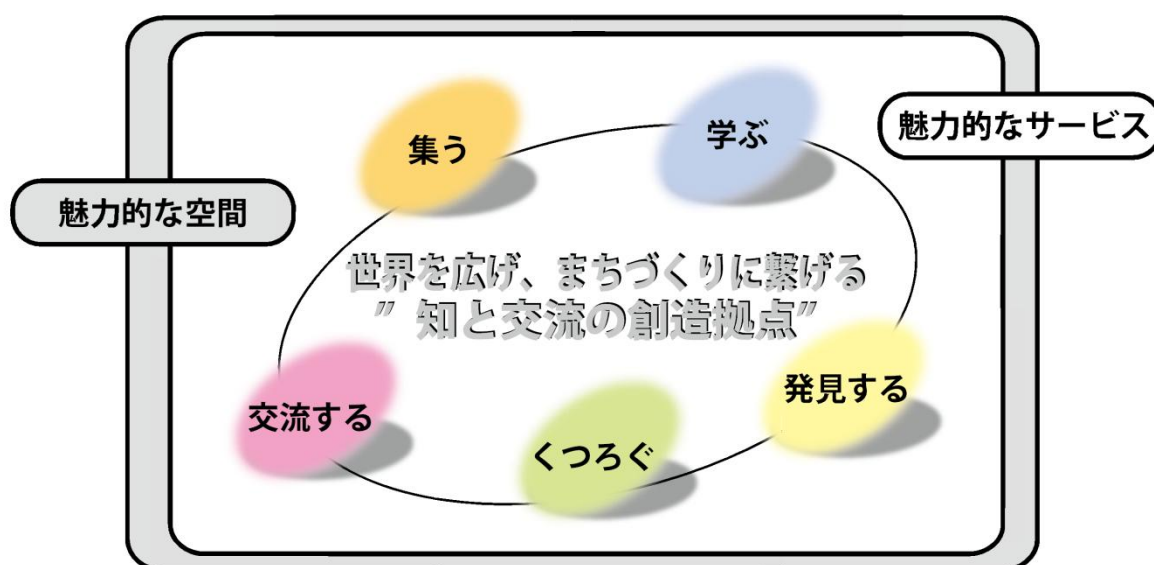 集う
学ぶ
魅力的なサービス
魅力的な空間
世界を広げ、まちづくりに繋げる
”知と交流の創造拠点”
発見する
交流する
くつろぐ